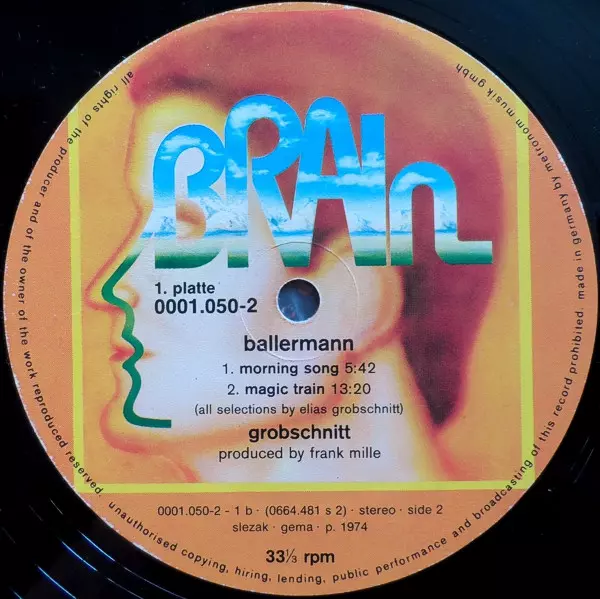 BRAIN
1. platte
0001.050-2
ballermann
1. morning song 5:42
2. magic train 13:20
(all selections by elias grobschnitt)
grobschnitt
produced by frank mille
0001.050-2 - 1 b · (0664.481 s 2) · stereo · side 2
slezak · gema · p. 1974
33⅓ rpm
all rights of the producer and of the owner of the work reproduced reserved. unauthorised copying, hiring, lending, public performance and broadcasting of this record prohibited. made in germany by metronom musik gmbh